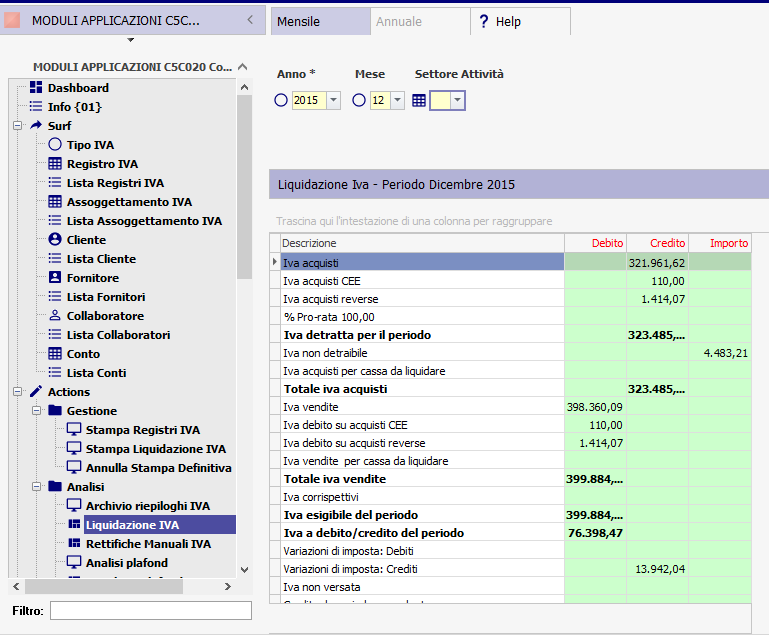 MODULI APPLICAZIONI C5C...
Mensile
Annuale
? Help
MODULI APPLICAZIONI C5C020 Co...
Dashboard
Info {01}
Surf
Tipo IVA
Registro IVA
Lista Registri IVA
Assoggettamento IVA
Lista Assoggettamento IVA
Cliente
Lista Cliente
Fornitore
Lista Fornitori
Collaboratore
Lista Collaboratori
Conto
Lista Conti
Actions
Gestione
Stampa Registri IVA
Stampa Liquidazione IVA
Annulla Stampa Definitiva
Analisi
Archivio riepiloghi IVA
Liquidazione IVA
Rettifiche Manuali IVA
Analisi plafond
Filtro:
Anno * Mese Settore Attività
2015 12
Liquidazione Iva - Periodo Dicembre 2015
Trascina qui l'intestazione di una colonna per raggruppare
Descrizione Debito Credito Importo
Iva acquisti 321.961,62
Iva acquisti CEE 110,00
Iva acquisti reverse 1.414,07
% Pro-rata 100,00
Iva detratta per il periodo 323.485,...
Iva non detraibile 4.483,21
Iva acquisti per cassa da liquidare
Totale iva acquisti 323.485,...
Iva vendite 398.360,09
Iva debito su acquisti CEE 110,00
Iva debito su acquisti reverse 1.414,07
Iva vendite per cassa da liquidare
Totale iva vendite 399.884,...
Iva corrispettivi
Iva esigibile del periodo 399.884,...
Iva a debito/credito del periodo 76.398,47
Variazioni di imposta: Debiti
Variazioni di imposta: Crediti 13.942,04
Iva non versata